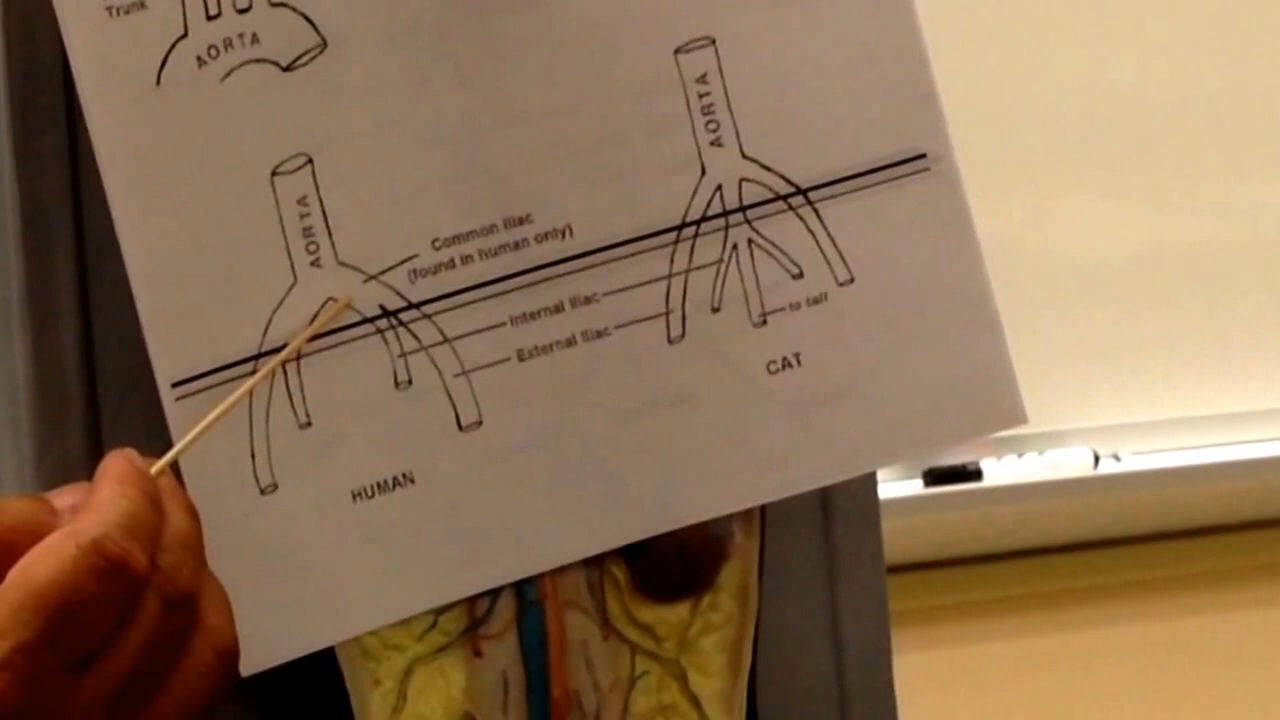 Trunk
AORTA
AORTA
AORTA
Common Iliac
(found in human only)
Internal Iliac
External Iliac
to tail
HUMAN
CAT